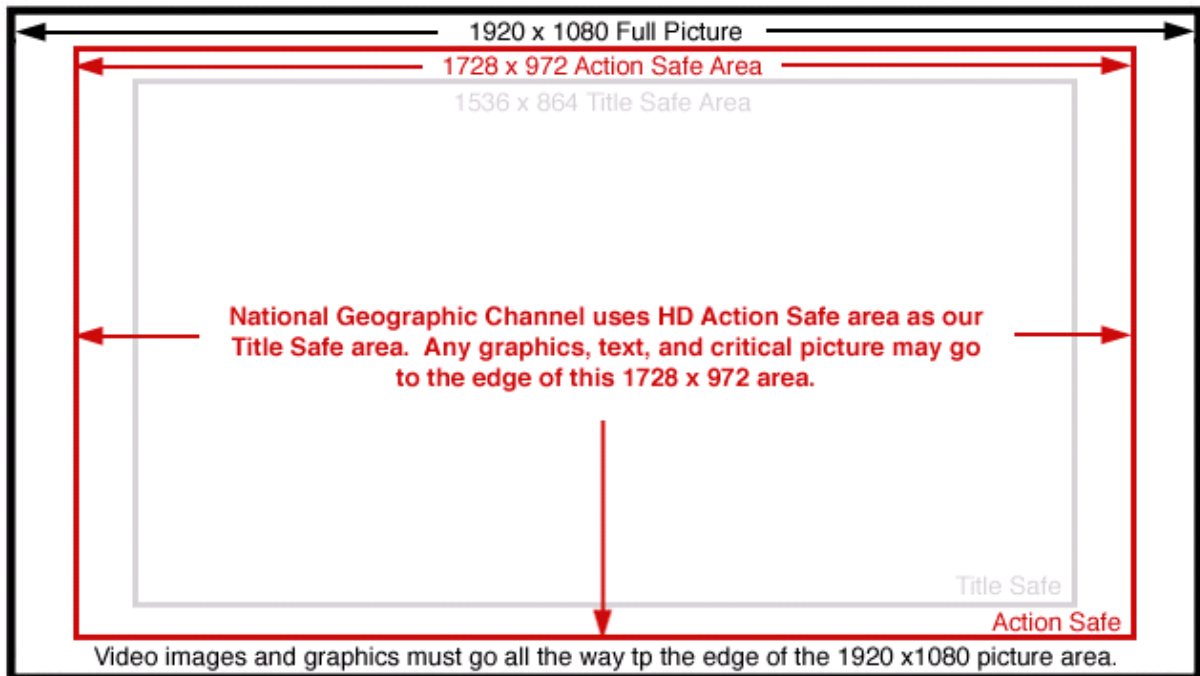 1920 x 1080 Full Picture
1728 x 972 Action Safe Area
1536 x 864 Title Safe Area
National Geographic Channel uses HD Action Safe area as our
Title Safe area.  Any graphics, text, and critical picture may go
to the edge of this 1728 x 972 area.
Title Safe
Action Safe
Video images and graphics must go all the way tp the edge of the 1920 x1080 picture area.